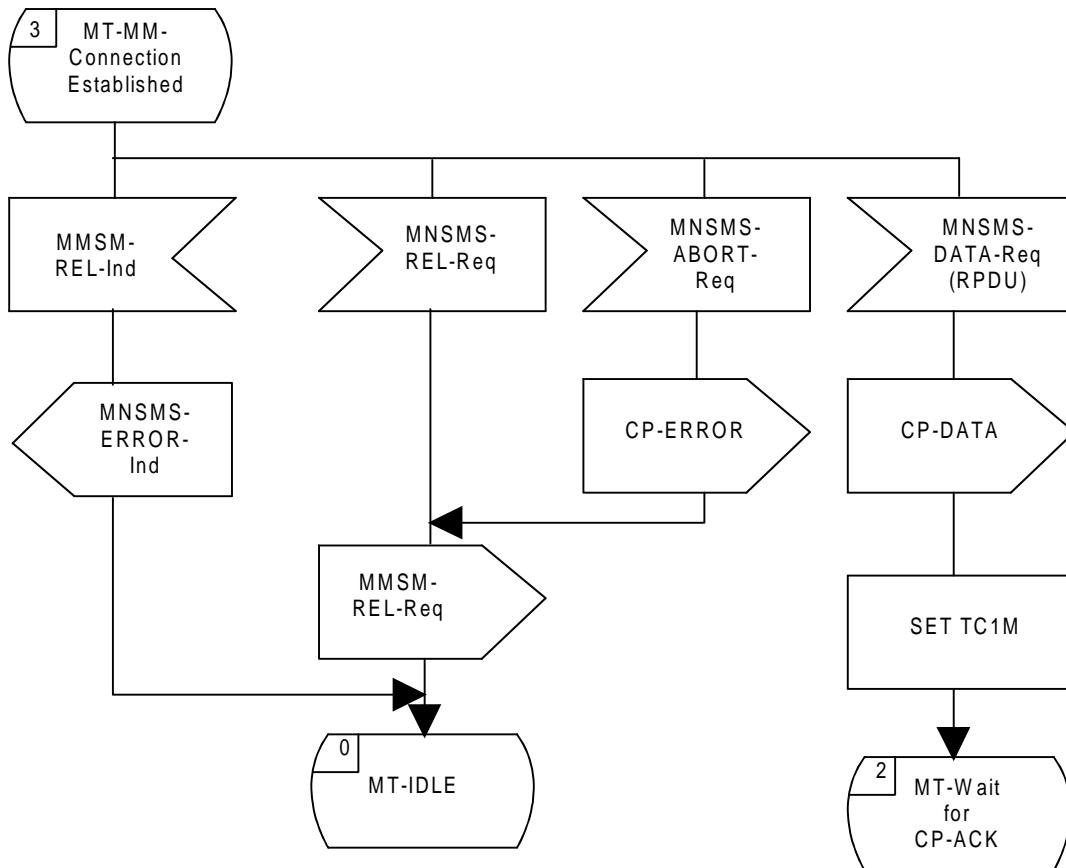 3
MT-MM-
Connection
Established
MMSM-
REL-Ind
MNSMS-
REL-Req
MNSMS-
ABORT-
Req
MNSMS-
DATA-Req
(RPDU)
MNSMS-
ERROR-
Ind
CP-ERROR
CP-DATA
MMSM-
REL-Req
SET TC1M
0
MT-IDLE
2
MT-Wait
for
CP-ACK